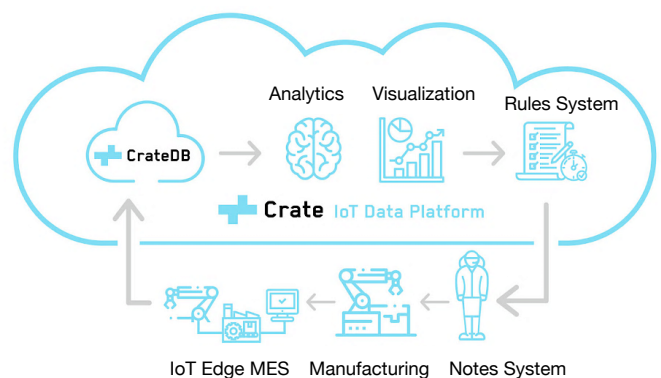 Analytics
Visualization
Rules System
CrateDB
Crate IoT Data Platform
IoT Edge MES
Manufacturing
Notes System